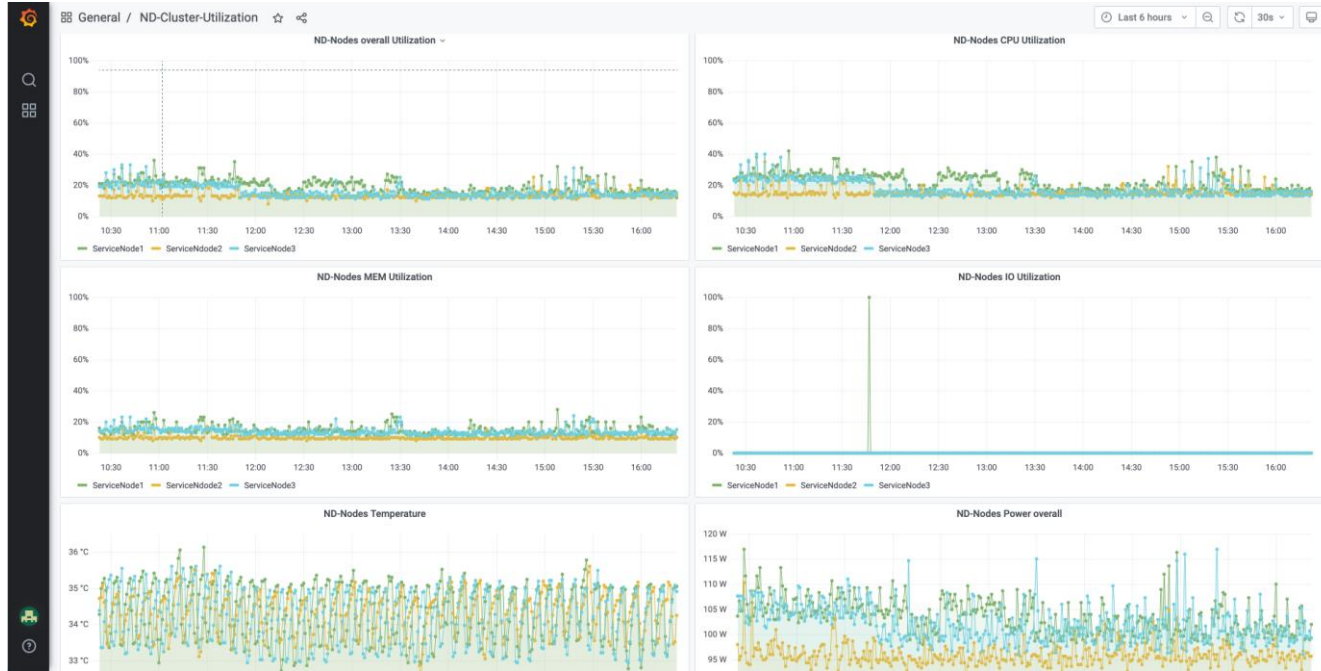 General / ND-Cluster-Utilization
Last 6 hours
30s
ND-Nodes overall Utilization
100%
80%
60%
40%
20%
0%
10:30 11:00 11:30 12:00 12:30 13:00 13:30 14:00 14:30 15:00 15:30 16:00
ServiceNode1 ServiceNdode2 ServiceNode3
ND-Nodes CPU Utilization
100%
80%
60%
40%
20%
0%
10:30 11:00 11:30 12:00 12:30 13:00 13:30 14:00 14:30 15:00 15:30 16:00
ServiceNode1 ServiceNdode2 ServiceNode3
ND-Nodes MEM Utilization
100%
80%
60%
40%
20%
0%
10:30 11:00 11:30 12:00 12:30 13:00 13:30 14:00 14:30 15:00 15:30 16:00
ServiceNode1 ServiceNdode2 ServiceNode3
ND-Nodes IO Utilization
100%
80%
60%
40%
20%
0%
10:30 11:00 11:30 12:00 12:30 13:00 13:30 14:00 14:30 15:00 15:30 16:00
ServiceNode1 ServiceNdode2 ServiceNode3
ND-Nodes Temperature
36 °C
35 °C
34 °C
33 °C
ND-Nodes Power overall
120 W
115 W
110 W
105 W
100 W
95 W